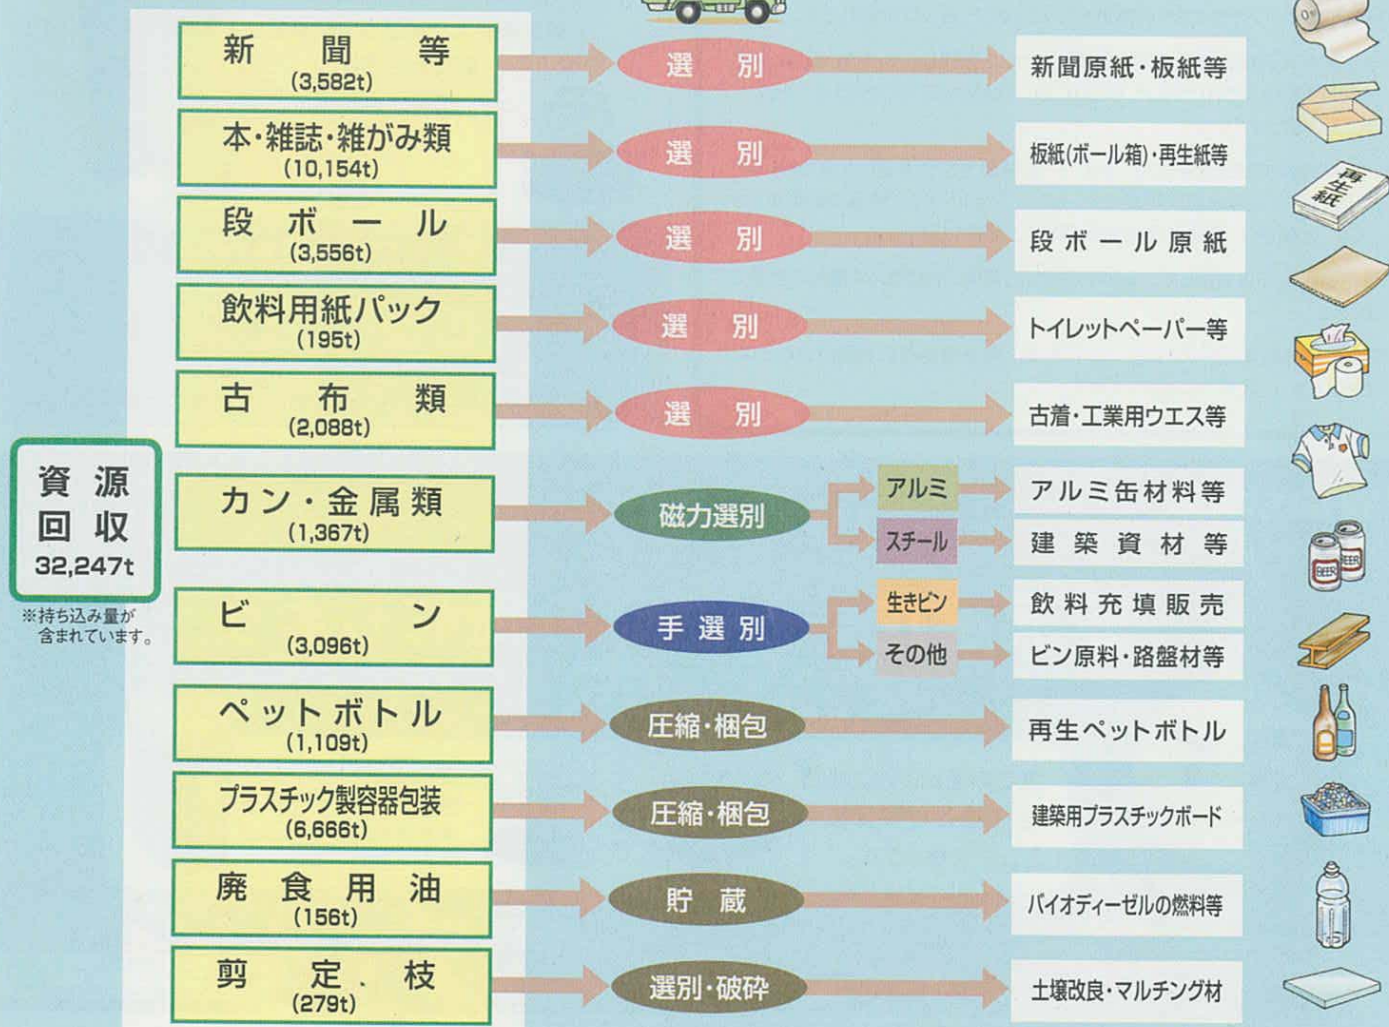 新聞等
(3,582t)
選別
新聞原紙・板紙等
本・雑誌・雑がみ類
(10,154t)
選別
板紙(ボール箱)・再生紙等
再生紙
段ボール
(3,556t)
選別
段ボール原紙
飲料用紙パック
(195t)
選別
トイレットペーパー等
古布類
(2,088t)
選別
古着・工業用ウエス等
資源
回収
32,247t
※持ち込み量が
含まれています。
カン・金属類
(1,367t)
磁力選別
アルミ
アルミ缶材料等
スチール
建築資材等
BEER
BEER
ビン
(3,096t)
手選別
生きビン
飲料充填販売
その他
ビン原料・路盤材等
ペットボトル
(1,109t)
圧縮・梱包
再生ペットボトル
プラスチック製容器包装
(6,666t)
圧縮・梱包
建築用プラスチックボード
廃食用油
(156t)
貯蔵
バイオディーゼルの燃料等
剪定枝
(279t)
選別・破砕
土壌改良・マルチング材